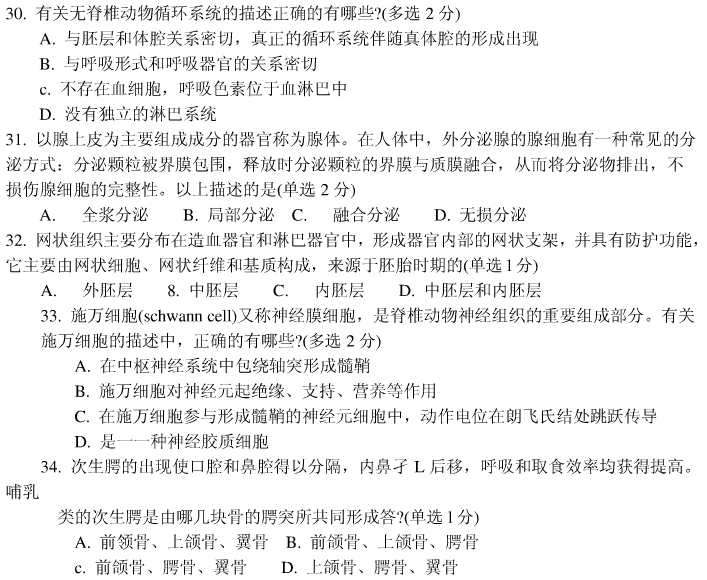 30. 有关无脊椎动物循环系统的描述正确的有哪些?(多选 2 分)
A. 与胚层和体腔关系密切，真正的循环系统伴随真体腔的形成出现
B. 与呼吸形式和呼吸器官的关系密切
c. 不存在血细胞，呼吸色素位于血淋巴中
D. 没有独立的淋巴系统
31. 以腺上皮为主要组成成分的器官称为腺体。在人体中，外分泌腺的腺细胞有一种常见的分
泌方式：分泌颗粒被界膜包围，释放时分泌颗粒的界膜与质膜融合，从而将分泌物排出，不
损伤腺细胞的完整性。以上描述的是(单选 2 分)
A. 全浆分泌 B. 局部分泌 C. 融合分泌 D. 无损分泌
32. 网状组织主要分布在造血器官和淋巴器官中，形成器官内部的网状支架，并具有防护功能，
它主要由网状细胞、网状纤维和基质构成，来源于胚胎时期的(单选 1 分)
A. 外胚层 8. 中胚层 C. 内胚层 D. 中胚层和内胚层
33. 施万细胞(schwann cell)又称神经膜细胞，是脊椎动物神经组织的重要组成部分。有关
施万细胞的描述中，正确的有哪些?(多选 2 分)
A. 在中枢神经系统中包绕轴突形成髓鞘
B. 施万细胞对神经元起绝缘、支持、营养等作用
C. 在施万细胞参与形成髓鞘的神经元细胞中，动作电位在朗飞氏结处跳跃传导
D. 是一一种神经胶质细胞
34. 次生腭的出现使口腔和鼻腔得以分隔，内鼻孑 L 后移，呼吸和取食效率均获得提高。
哺乳
类的次生腭是由哪几块骨的腭突所共同形成答?(单选 1 分)
A. 前领骨、上颌骨、翼骨 B. 前颌骨、上颌骨、腭骨
c. 前颌骨、腭骨、翼骨 D. 上颌骨、腭骨、翼骨